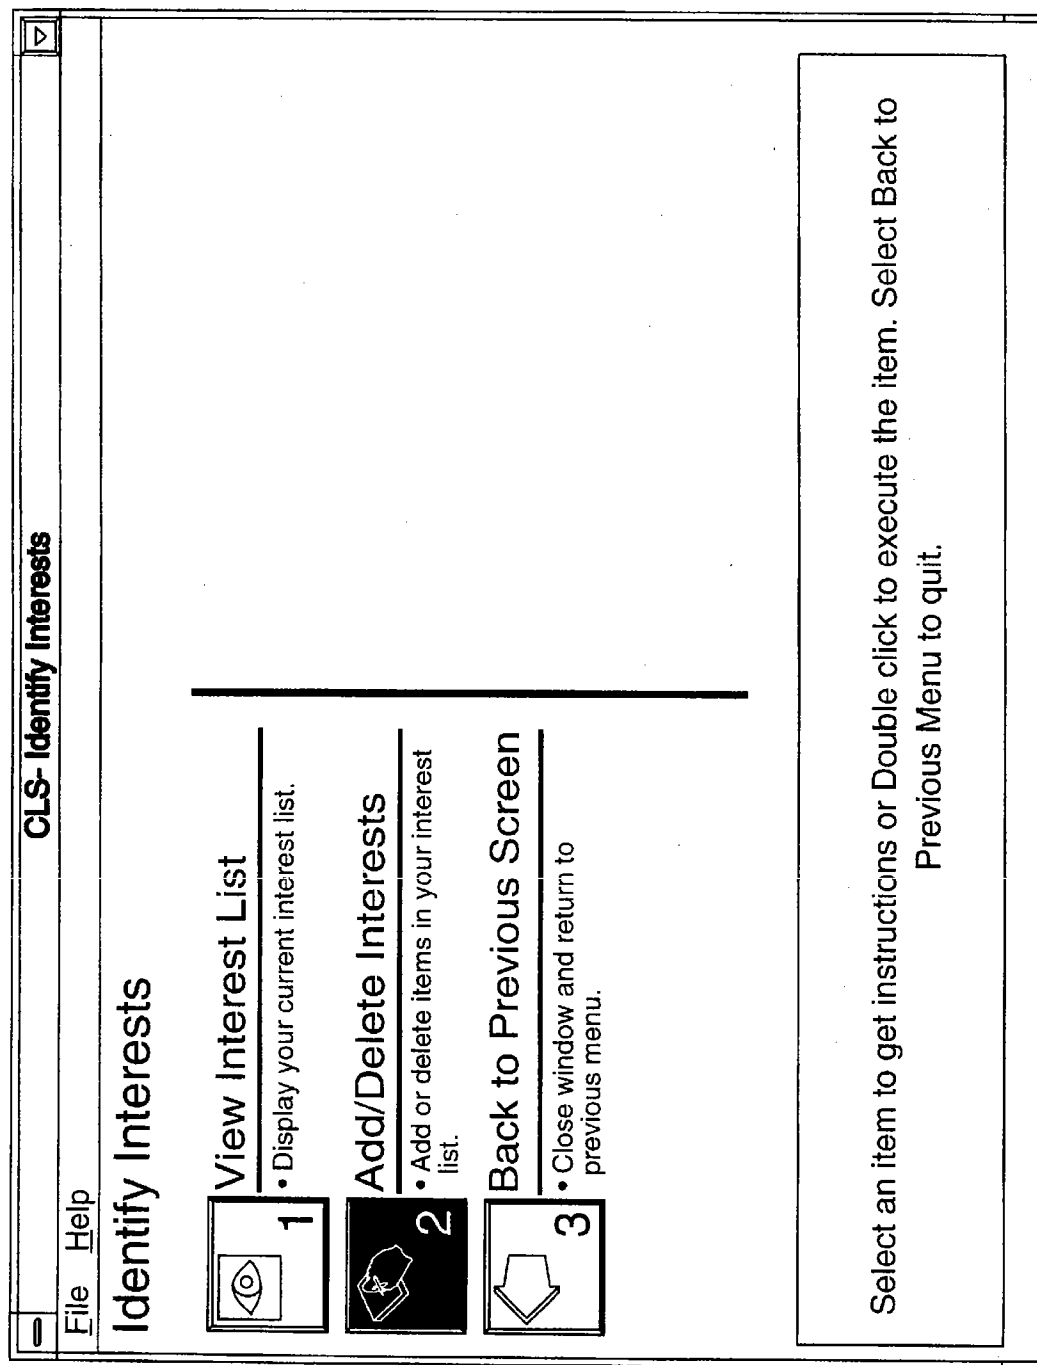 CLS- Identify Interests
File Help
Identify Interests
1
View Interest List
• Display your current interest list.
2
Add/Delete Interests
• Add or delete items in your interest
list.
3
Back to Previous Screen
• Close window and return to
previous menu.
Select an item to get instructions or Double click to execute the item. Select Back to
Previous Menu to quit.